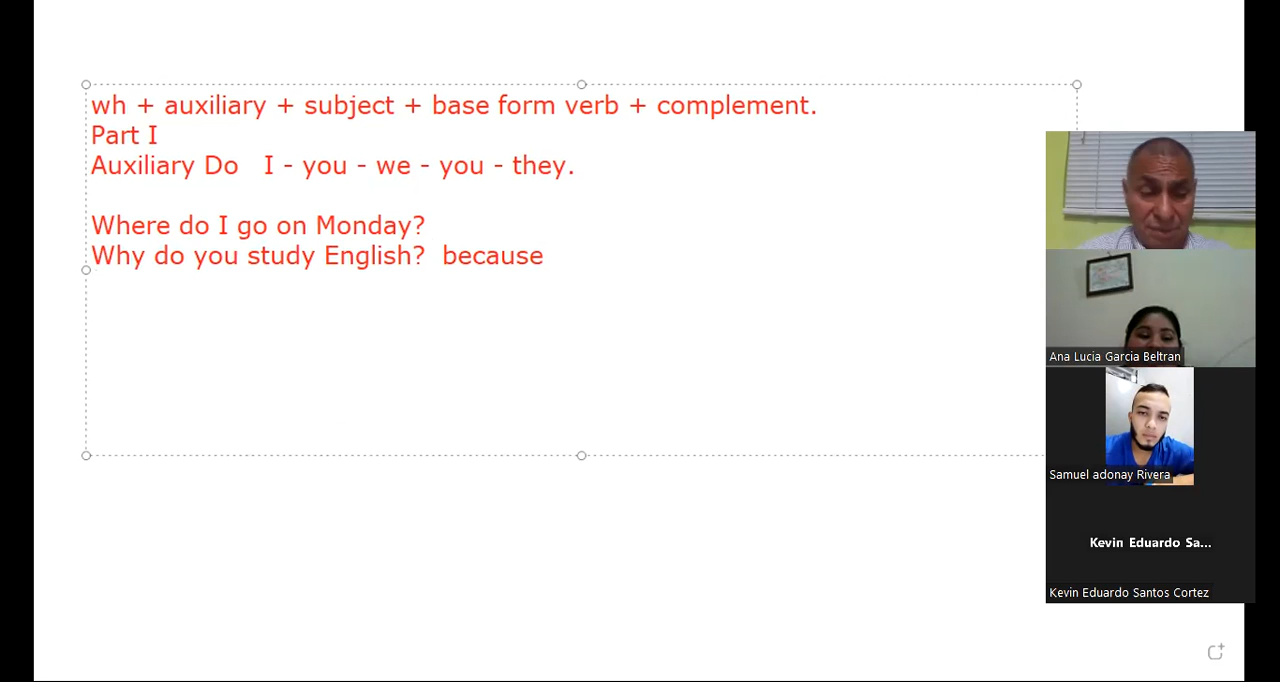 wh + auxiliary + subject + base form verb + complement.
Part I
Auxiliary Do   I - you - we - you - they.
Where do I go on Monday?
Why do you study English?  because
Ana Lucia Garcia Beltran
Samuel adonay Rivera
Kevin Eduardo Sa...
Kevin Eduardo Santos Cortez